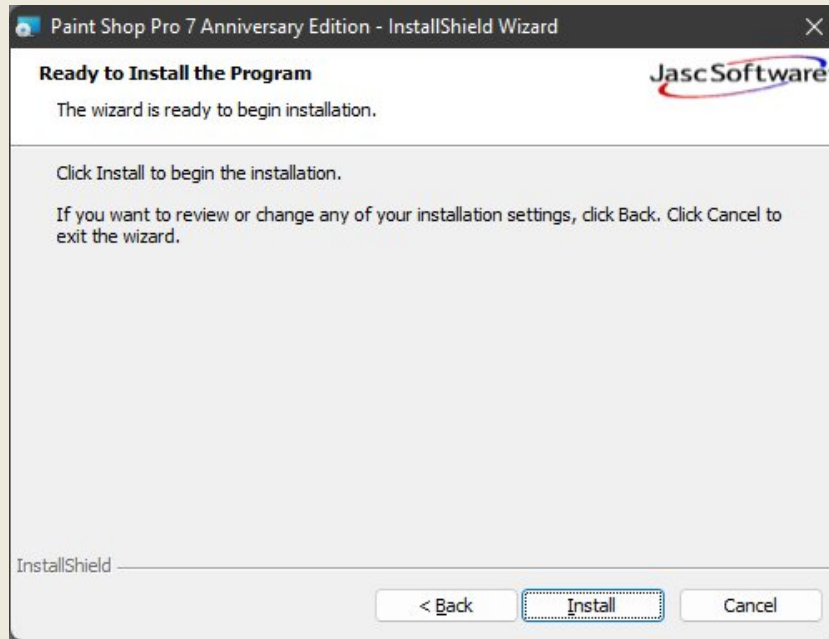 Paint Shop Pro 7 Anniversary Edition - InstallShield Wizard
Ready to Install the Program
Jasc Software
The wizard is ready to begin installation.
Click Install to begin the installation.
If you want to review or change any of your installation settings, click Back. Click Cancel to
exit the wizard.
InstallShield
< Back
Install
Cancel